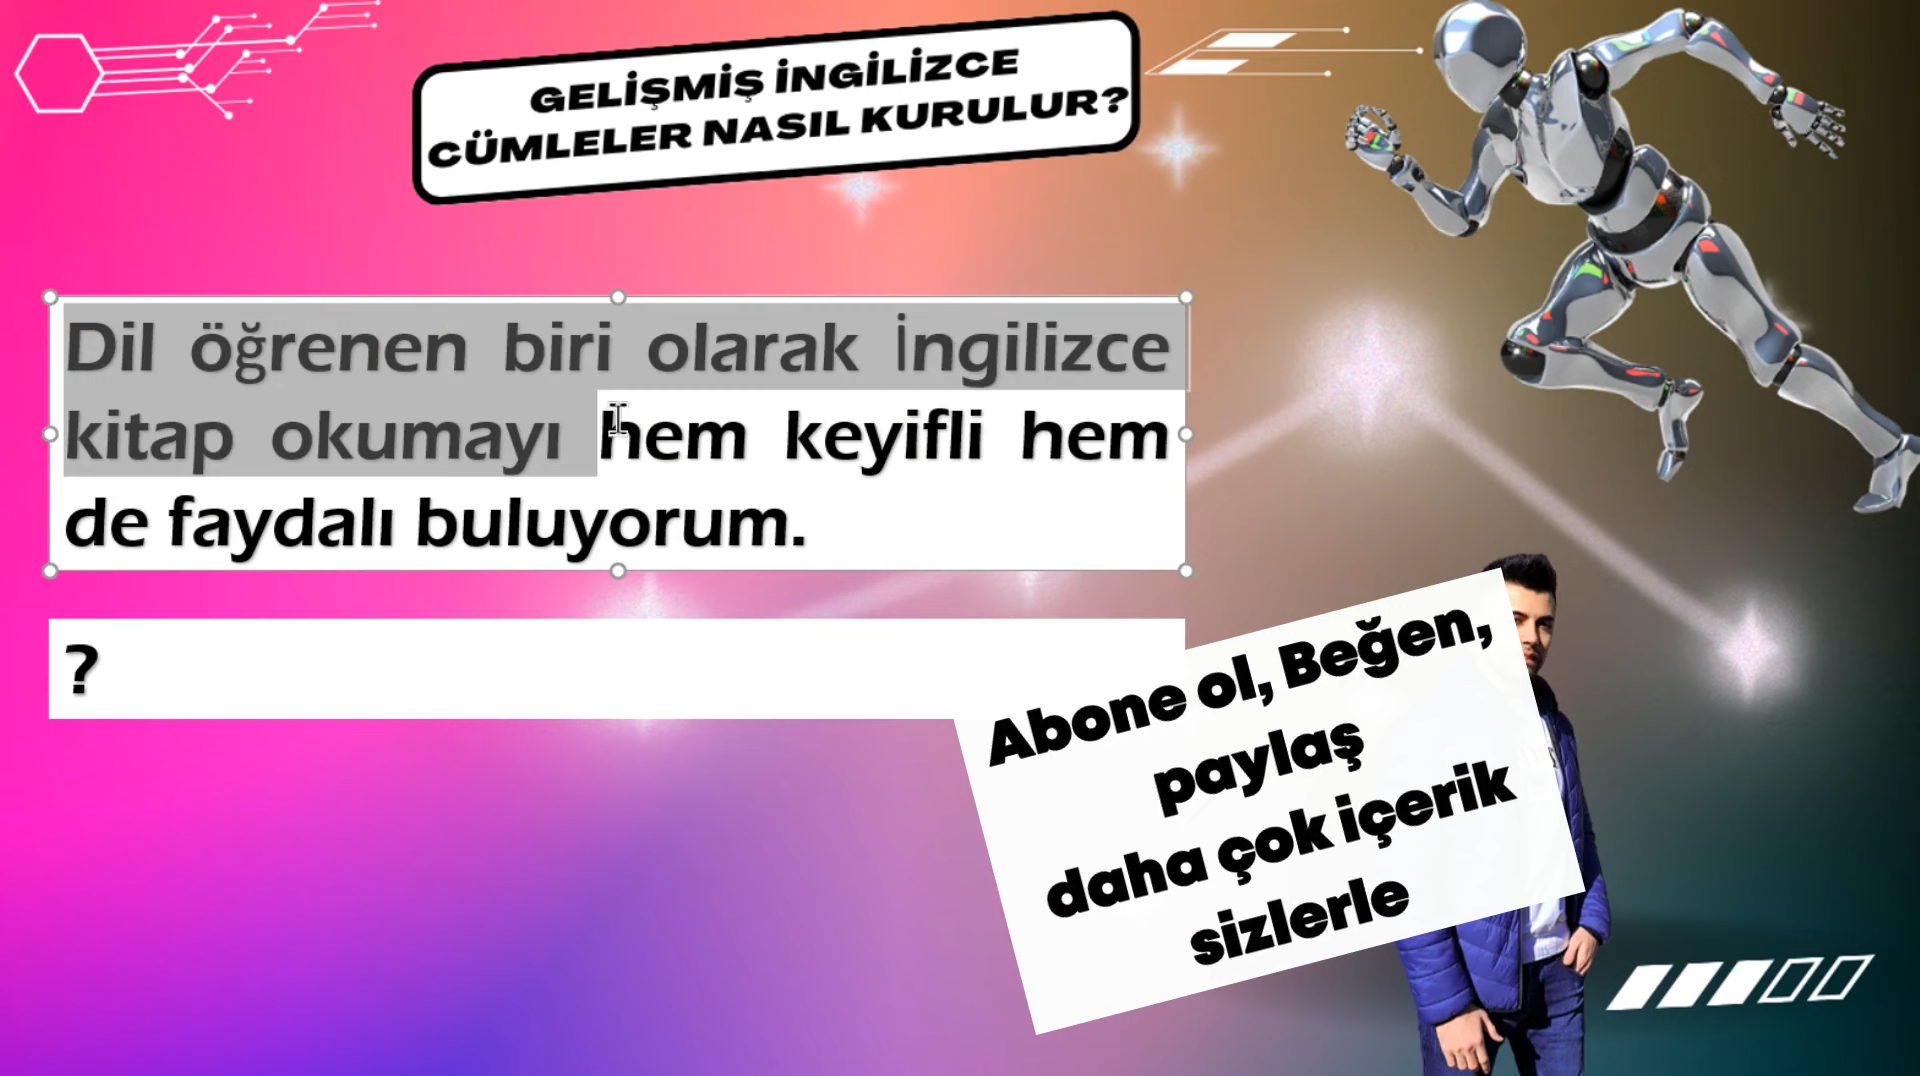 GELİŞMİŞ İNGİLİZCE
CÜMLELER NASIL KURULUR?
Dil öğrenen biri olarak İngilizce
kitap okumayı hem keyifli hem
de faydalı buluyorum.
?
Abone ol, Beğen,
paylaş
daha çok içerik
sizlerle